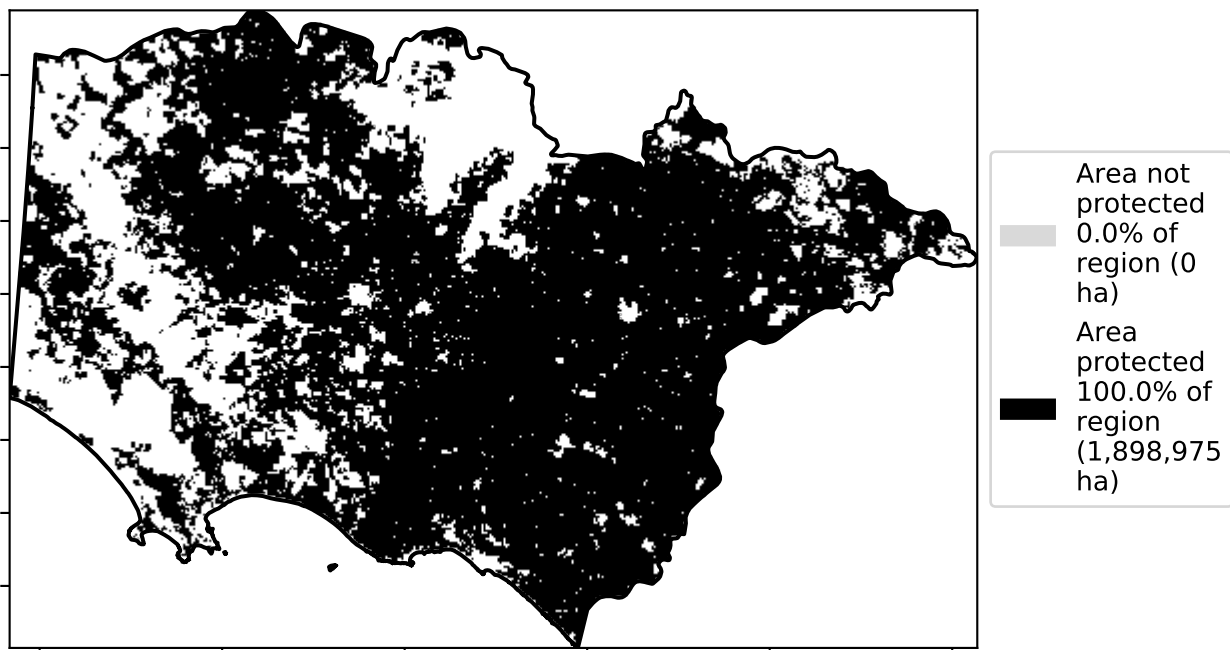 Area not
protected
0.0% of
region (0
ha)
Area
protected
100.0% of
region
(1,898,975
ha)